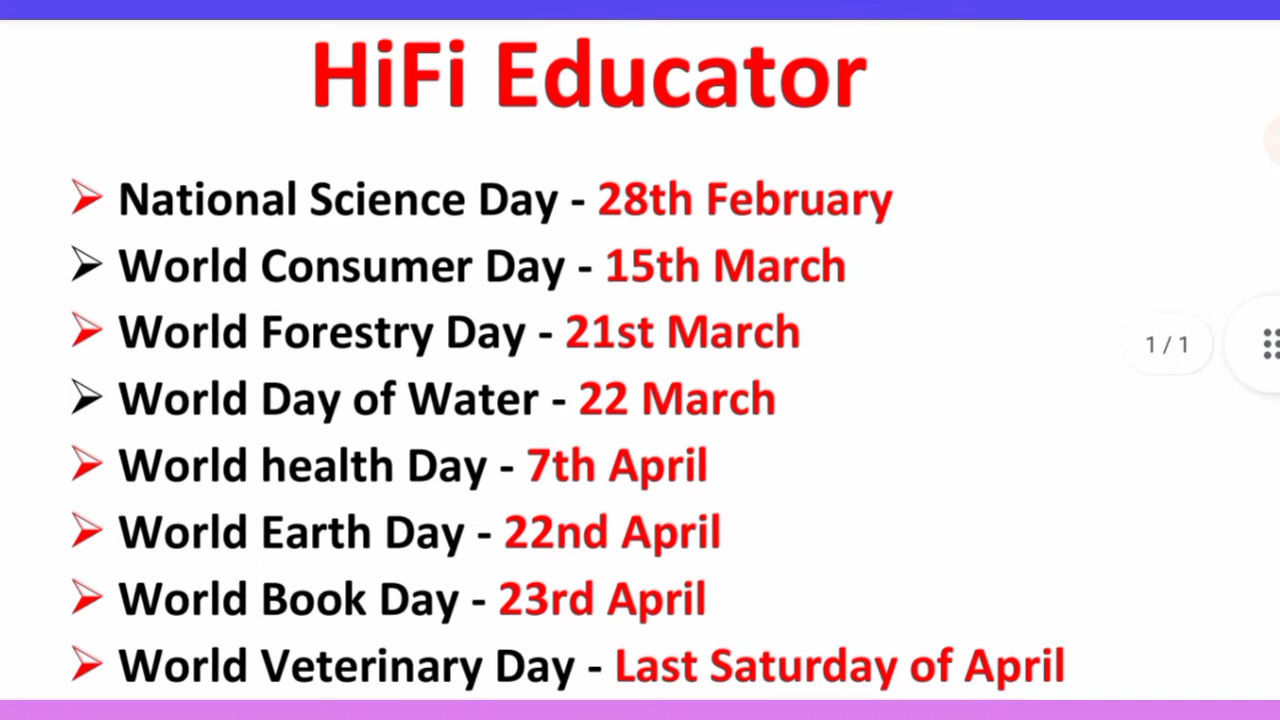 HiFi Educator
➢ National Science Day - 28th February
➢ World Consumer Day - 15th March
➢ World Forestry Day - 21st March
➢ World Day of Water - 22 March
➢ World health Day - 7th April
➢ World Earth Day - 22nd April
➢ World Book Day - 23rd April
➢ World Veterinary Day - Last Saturday of April
1 / 1